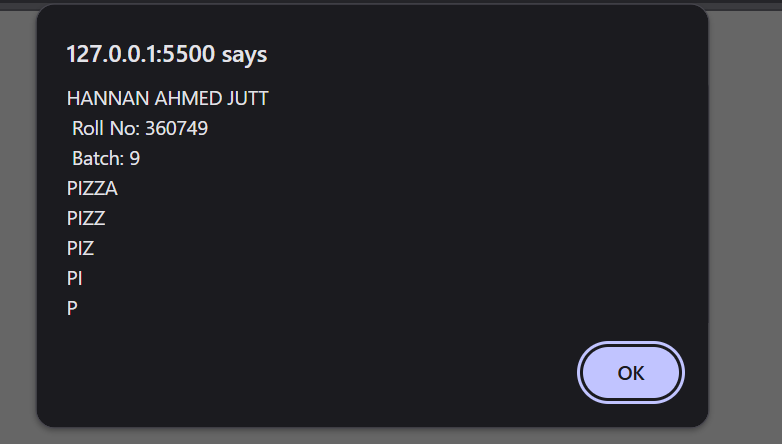 127.0.0.1:5500 says
HANNAN AHMED JUTT
Roll No: 360749
Batch: 9
PIZZA
PIZZ
PIZ
PI
P
OK